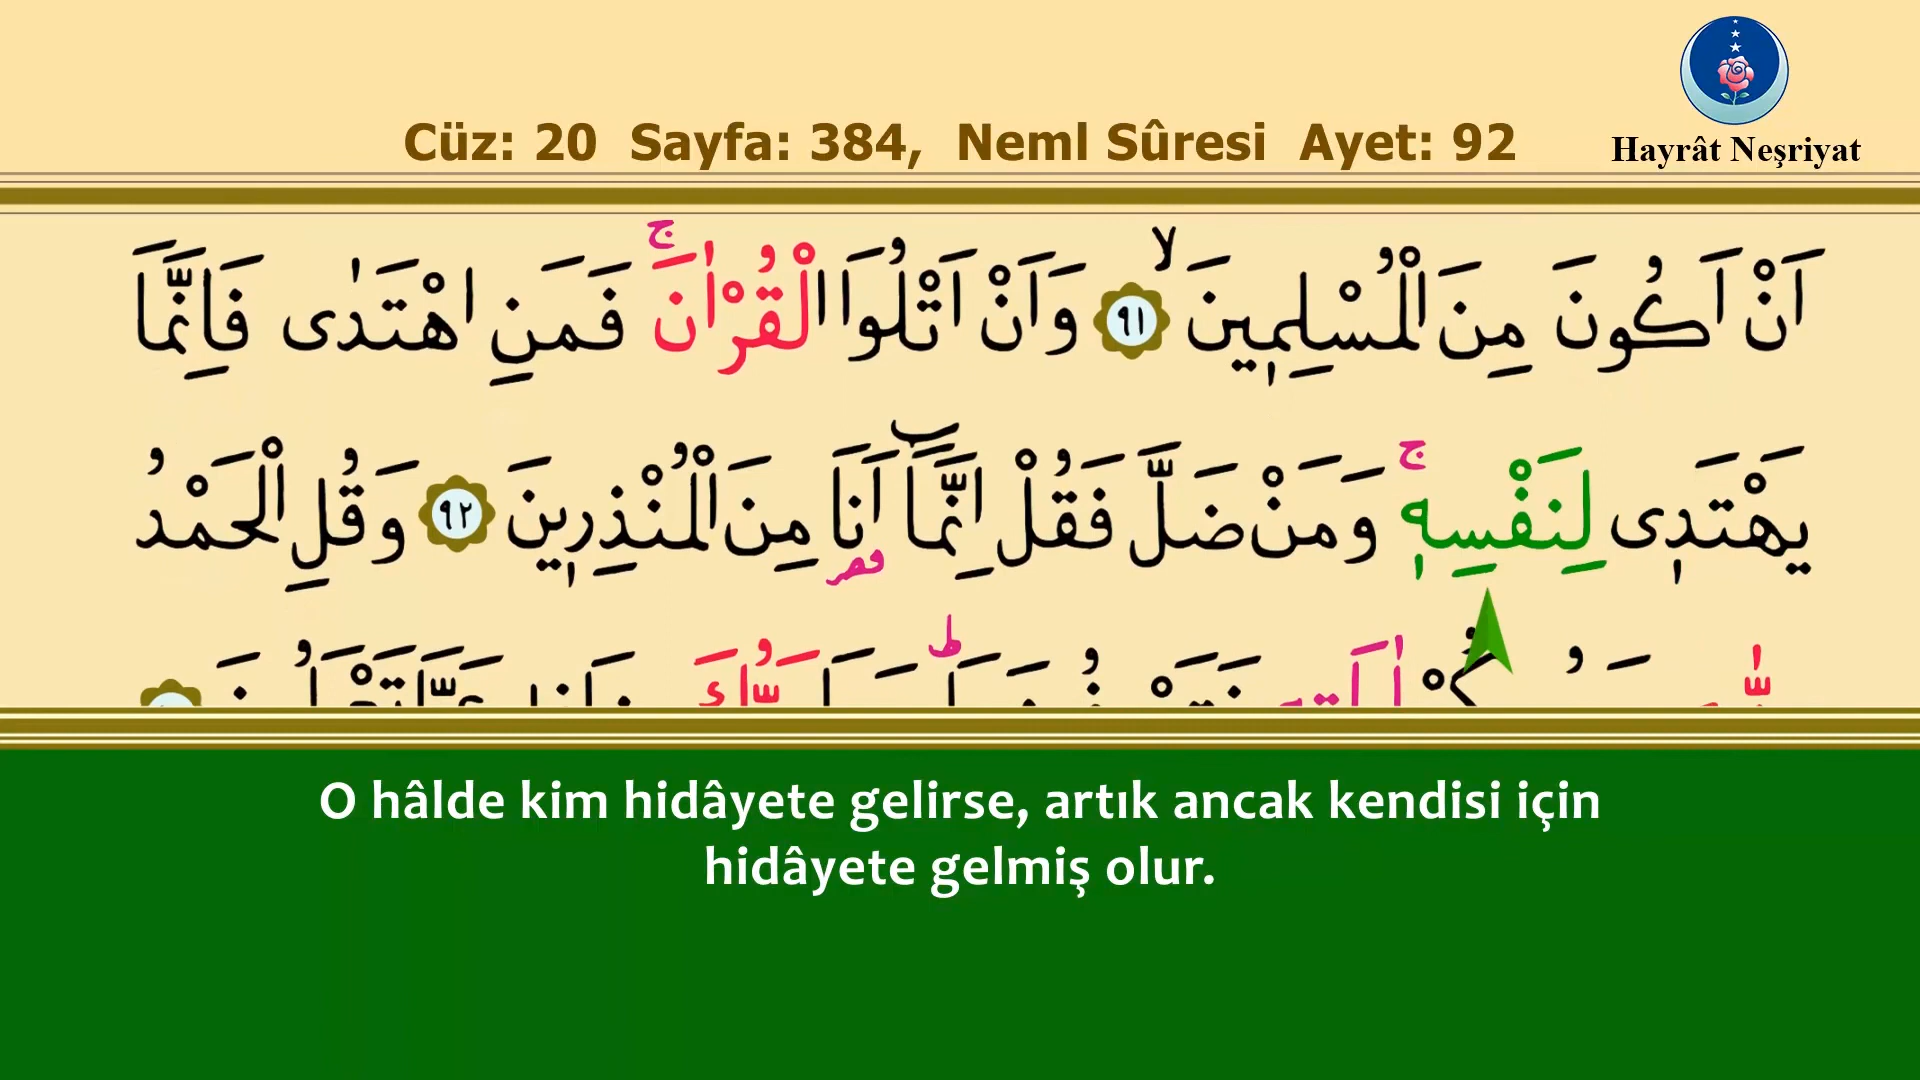 Cüz: 20 Sayfa: 384, Neml Sûresi Ayet: 92
Hayrât Neşriyat
اَنْ اَكُونَ مِنَ الْمُسْلِمٖينَ ۙ ﴿٩١﴾ وَاَنْ اَتْلُوَا الْقُرْاٰنَ ۚ فَمَنِ اهْتَدٰى فَاِنَّمَا
يَهْتَدٖى لِنَفْسِهٖ ۚ وَمَنْ ضَلَّ فَقُلْ اِنَّمَٓا اَنَا۬ مِنَ الْمُنْذِرٖينَ ﴿٩٢﴾ وَقُلِ الْحَمْدُ
O hâlde kim hidâyete gelirse, artık ancak kendisi için
hidâyete gelmiş olur.